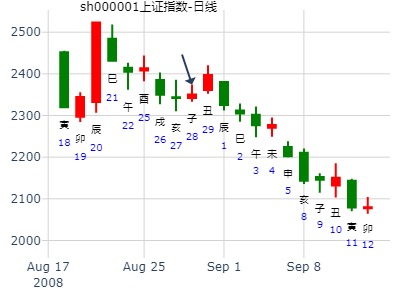 sh000001上证指数-日线
2500
2400
2300
2200
2100
2000
寅
18
卯
19
辰
20
巳
21
午
22
酉
25
戌
26
亥
27
子
28
丑
29
辰
1
巳
2
午
3
未
4
申
5
亥
8
子
9
丑
10
寅
11
卯
12
Aug 17
2008
Aug 25
Sep 1
Sep 8